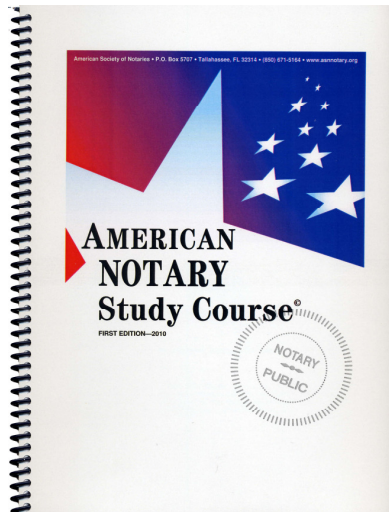 American Society of Notaries • P.O. Box 5707 • Tallahassee, FL 32314 • (850) 671-5164 • www.asnnotary.org
AMERICAN
NOTARY
Study Course©
FIRST EDITION—2010
NOTARY
PUBLIC